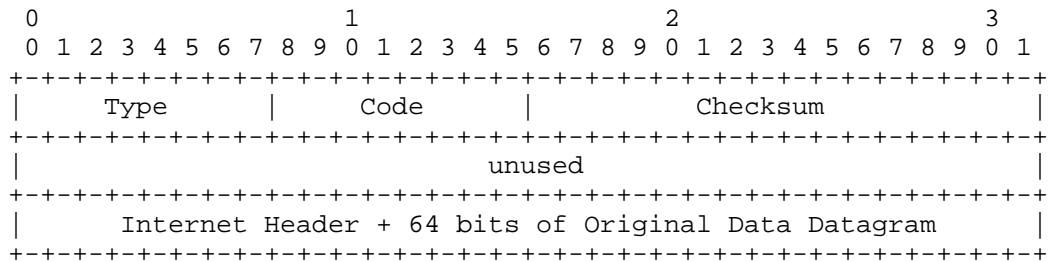 0                   1                   2                   3
0 1 2 3 4 5 6 7 8 9 0 1 2 3 4 5 6 7 8 9 0 1 2 3 4 5 6 7 8 9 0 1
+-+-+-+-+-+-+-+-+-+-+-+-+-+-+-+-+-+-+-+-+-+-+-+-+-+-+-+-+-+-+-+-+
|     Type      |     Code      |          Checksum             |
+-+-+-+-+-+-+-+-+-+-+-+-+-+-+-+-+-+-+-+-+-+-+-+-+-+-+-+-+-+-+-+-+
|                             unused                            |
+-+-+-+-+-+-+-+-+-+-+-+-+-+-+-+-+-+-+-+-+-+-+-+-+-+-+-+-+-+-+-+-+
|      Internet Header + 64 bits of Original Data Datagram      |
+-+-+-+-+-+-+-+-+-+-+-+-+-+-+-+-+-+-+-+-+-+-+-+-+-+-+-+-+-+-+-+-+